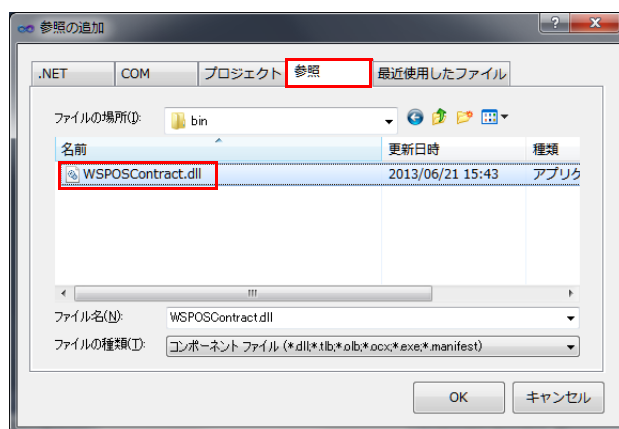 参照の追加
.NET COM プロジェクト 参照 最近使用したファイル
ファイルの場所(I): bin
名前 更新日時 種類
WSPOSContract.dll 2013/06/21 15:43 アプリケ
ファイル名(N): WSPOSContract.dll
ファイルの種類(T): コンポーネント ファイル (*.dll;*.tlb;*.olb;*.ocx;*.exe;*.manifest)
OK キャンセル